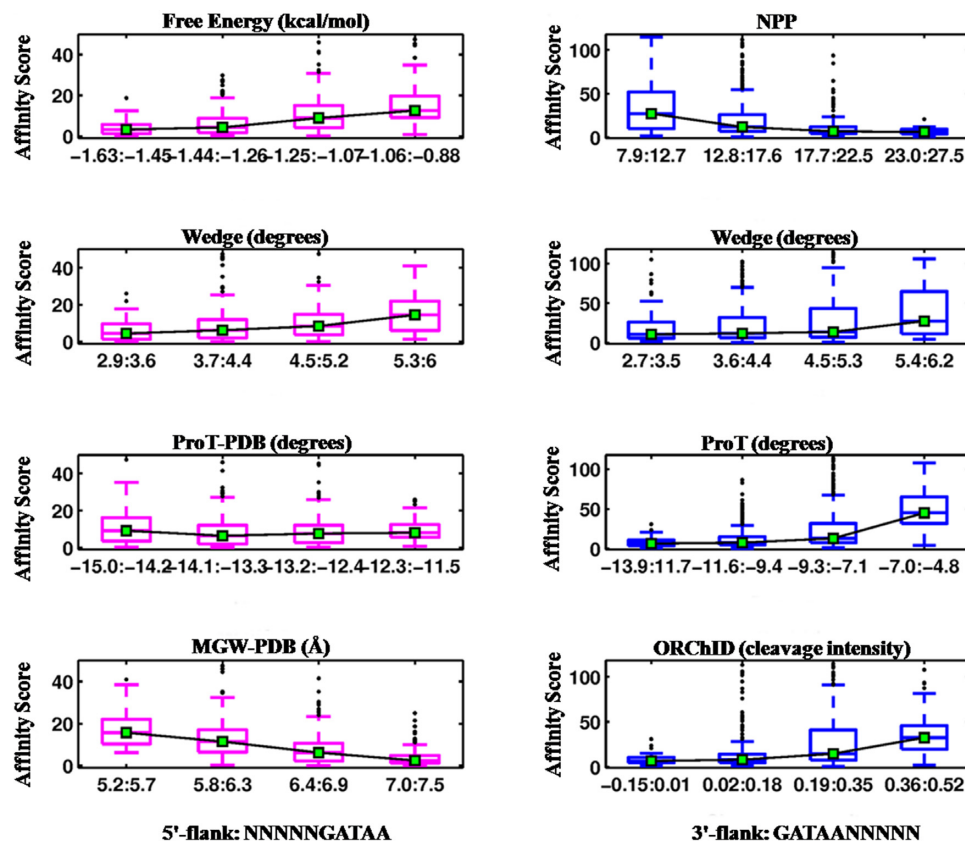 Free Energy (kcal/mol)
Affinity Score
40
20
0
−1.63:−1.45 −1.44:−1.26 −1.25:−1.07 −1.06:−0.88
NPP
Affinity Score
100
50
0
7.9:12.7 12.8:17.6 17.7:22.5 23.0:27.5
Wedge (degrees)
Affinity Score
40
20
0
2.9:3.6 3.7:4.4 4.5:5.2 5.3:6
Wedge (degrees)
Affinity Score
100
50
0
2.7:3.5 3.6:4.4 4.5:5.3 5.4:6.2
ProT-PDB (degrees)
Affinity Score
40
20
0
−15.0:−14.2 −14.1:−13.3 −13.2:−12.4 −12.3:−11.5
ProT (degrees)
Affinity Score
100
50
0
−13.9:11.7 −11.6:−9.4 −9.3:−7.1 −7.0:−4.8
MGW-PDB (Å)
Affinity Score
40
20
0
5.2:5.7 5.8:6.3 6.4:6.9 7.0:7.5
ORChID (cleavage intensity)
Affinity Score
100
50
0
−0.15:0.01 0.02:0.18 0.19:0.35 0.36:0.52
5'-flank: NNNNNGATAA
3'-flank: GATAANNNNN